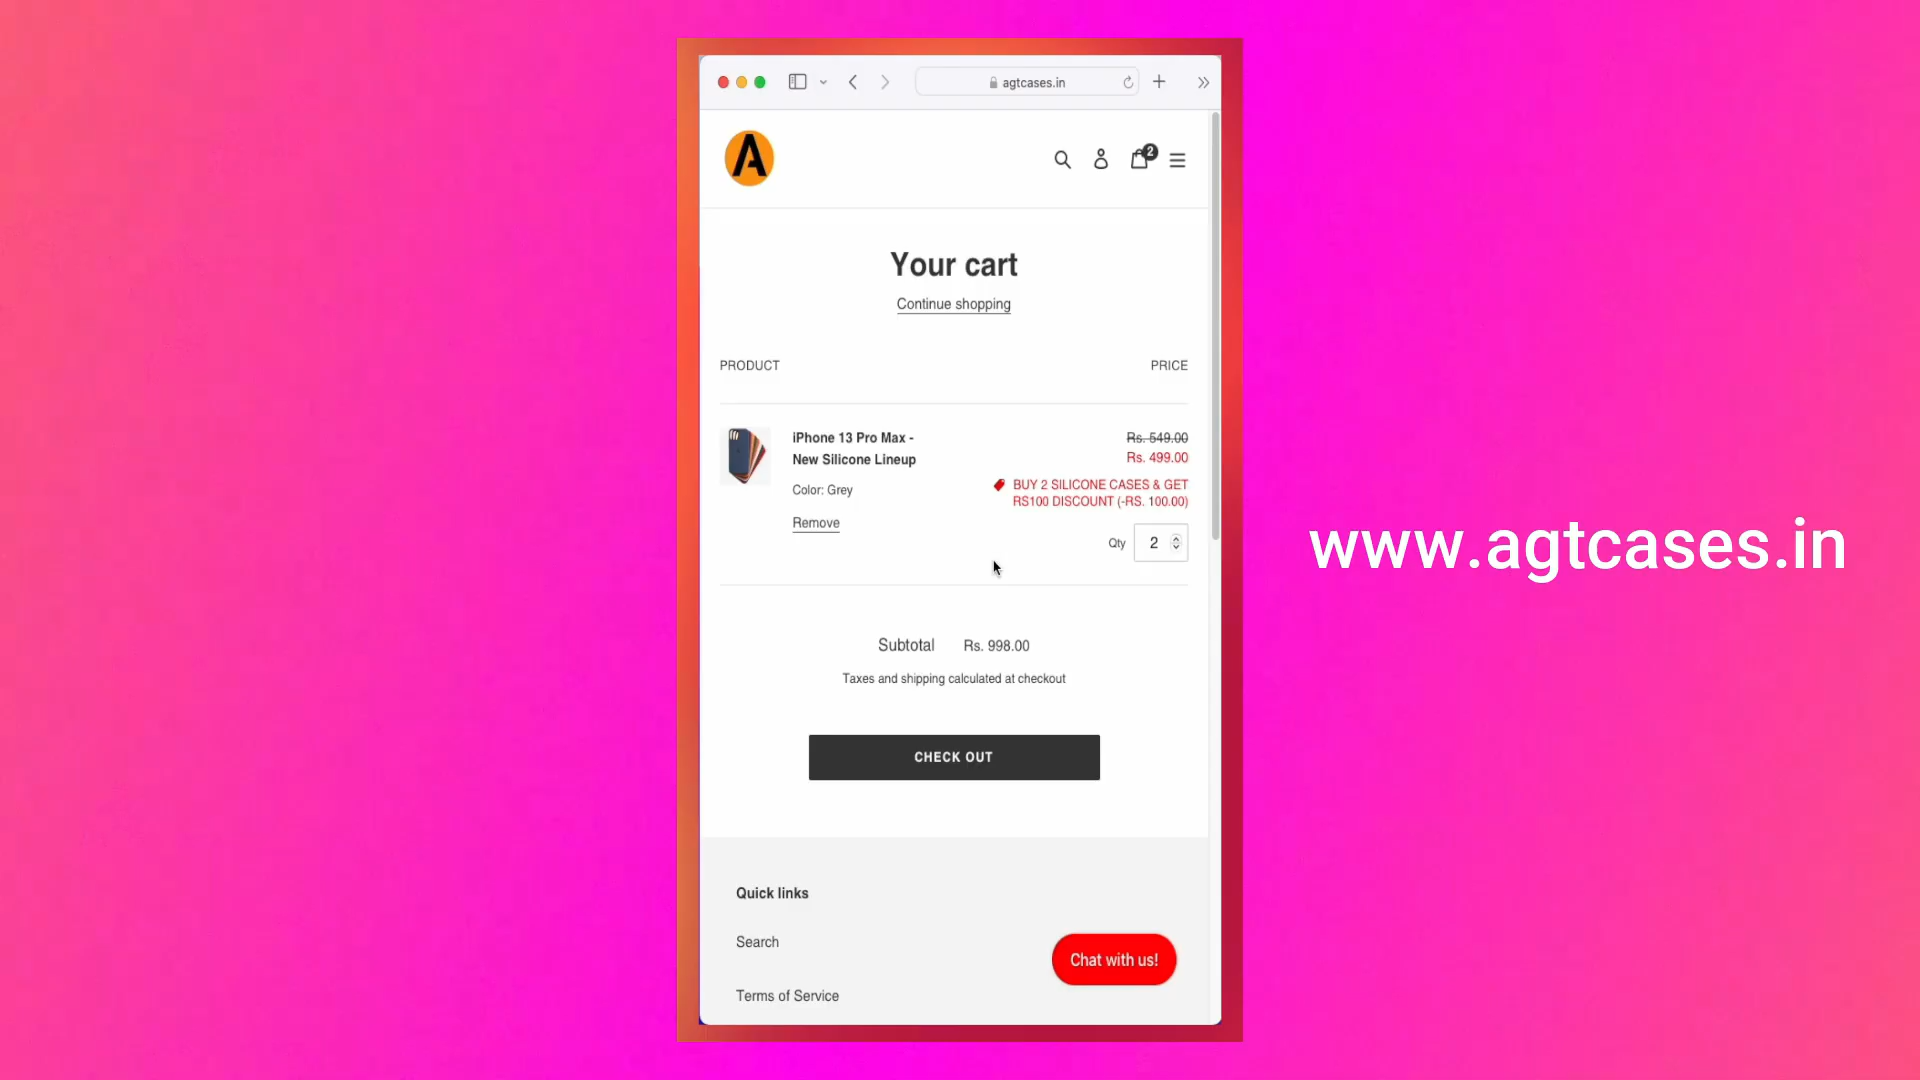 agtcases.in
A
2
Your cart
Continue shopping
PRODUCT
PRICE
iPhone 13 Pro Max -
New Silicone Lineup
Color: Grey
Remove
Rs. 549.00
Rs. 499.00
BUY 2 SILICONE CASES & GET
RS100 DISCOUNT (-RS. 100.00)
Qty 2
Subtotal Rs. 998.00
Taxes and shipping calculated at checkout
CHECK OUT
Quick links
Search
Chat with us!
Terms of Service
www.agtcases.in